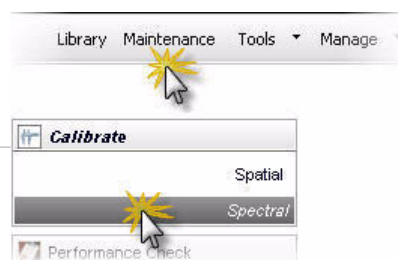 Library Maintenance Tools Manage
Calibrate
Spatial
Spectral
Performance Check